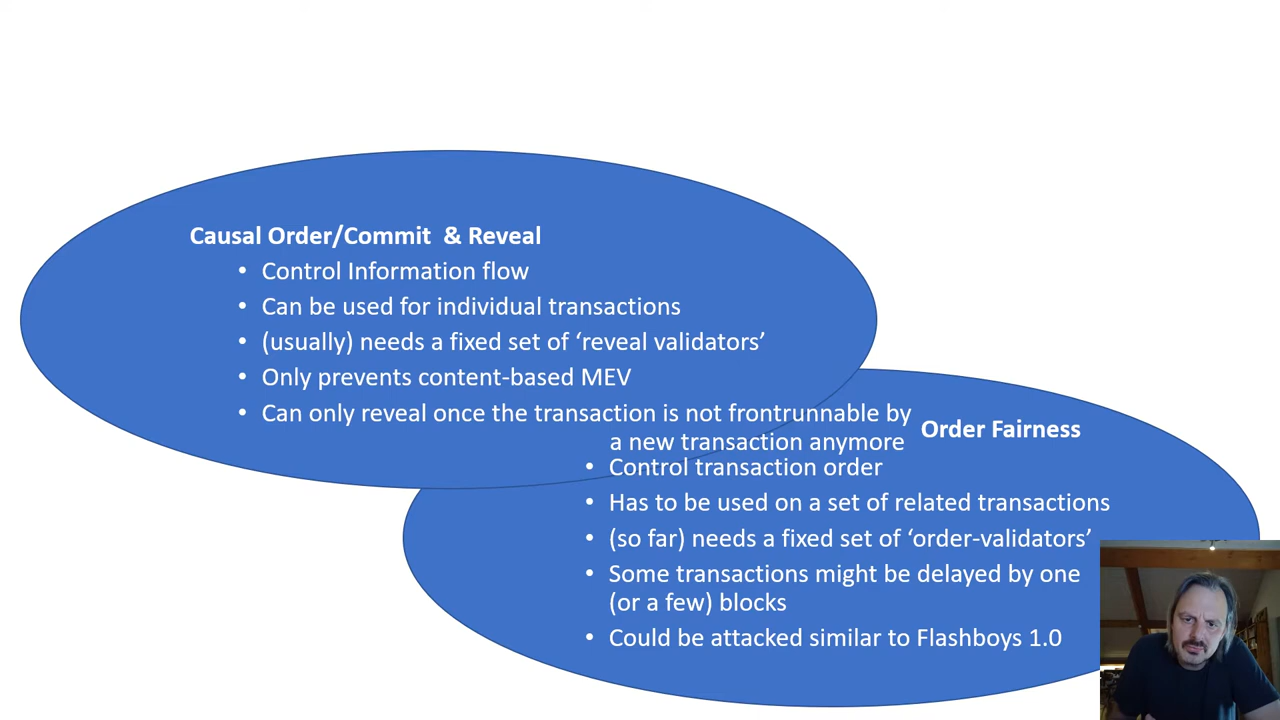 Causal Order/Commit & Reveal
• Control Information flow
• Can be used for individual transactions
• (usually) needs a fixed set of ‘reveal validators’
• Only prevents content-based MEV
• Can only reveal once the transaction is not frontrunnable by
a new transaction anymore
Order Fairness
• Control transaction order
• Has to be used on a set of related transactions
• (so far) needs a fixed set of ‘order-validators’
• Some transactions might be delayed by one
(or a few) blocks
• Could be attacked similar to Flashboys 1.0